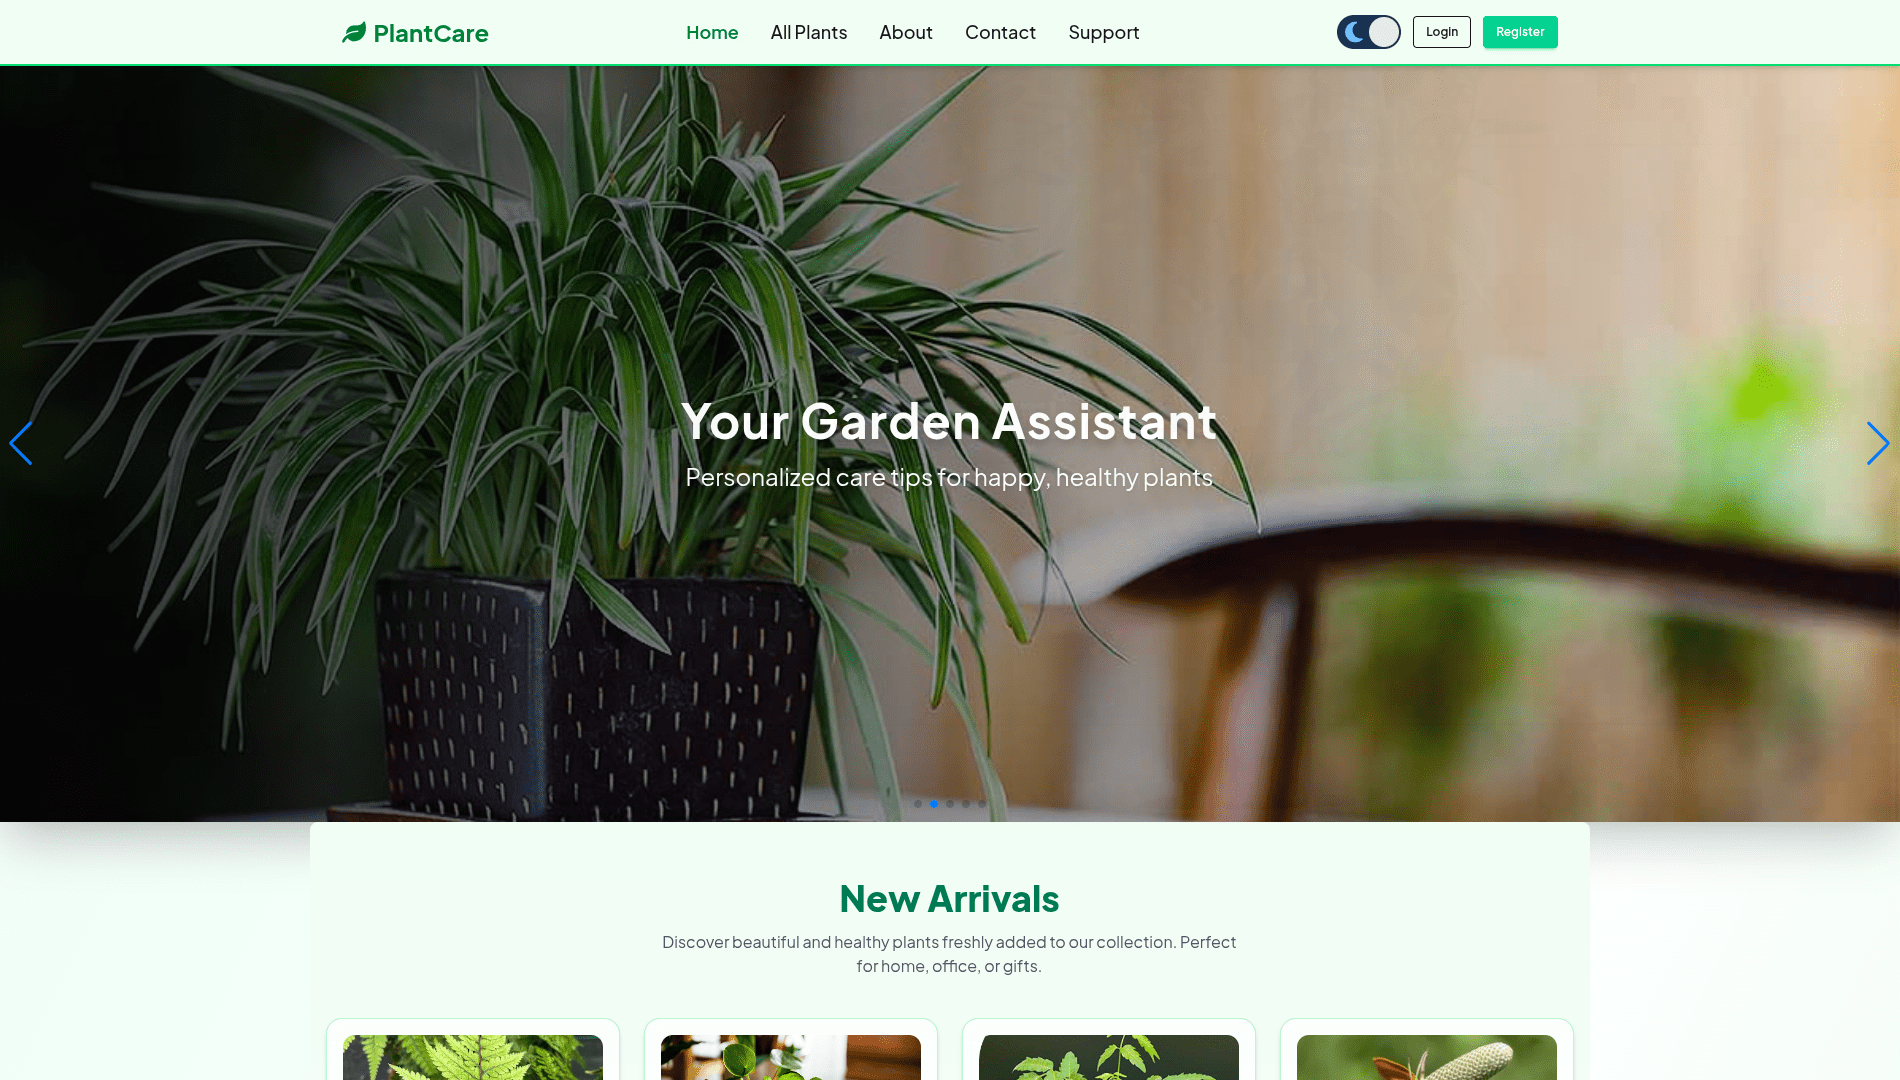 PlantCare
Home
All Plants
About
Contact
Support
Login
Register
Your Garden Assistant
Personalized care tips for happy, healthy plants
New Arrivals
Discover beautiful and healthy plants freshly added to our collection. Perfect
for home, office, or gifts.